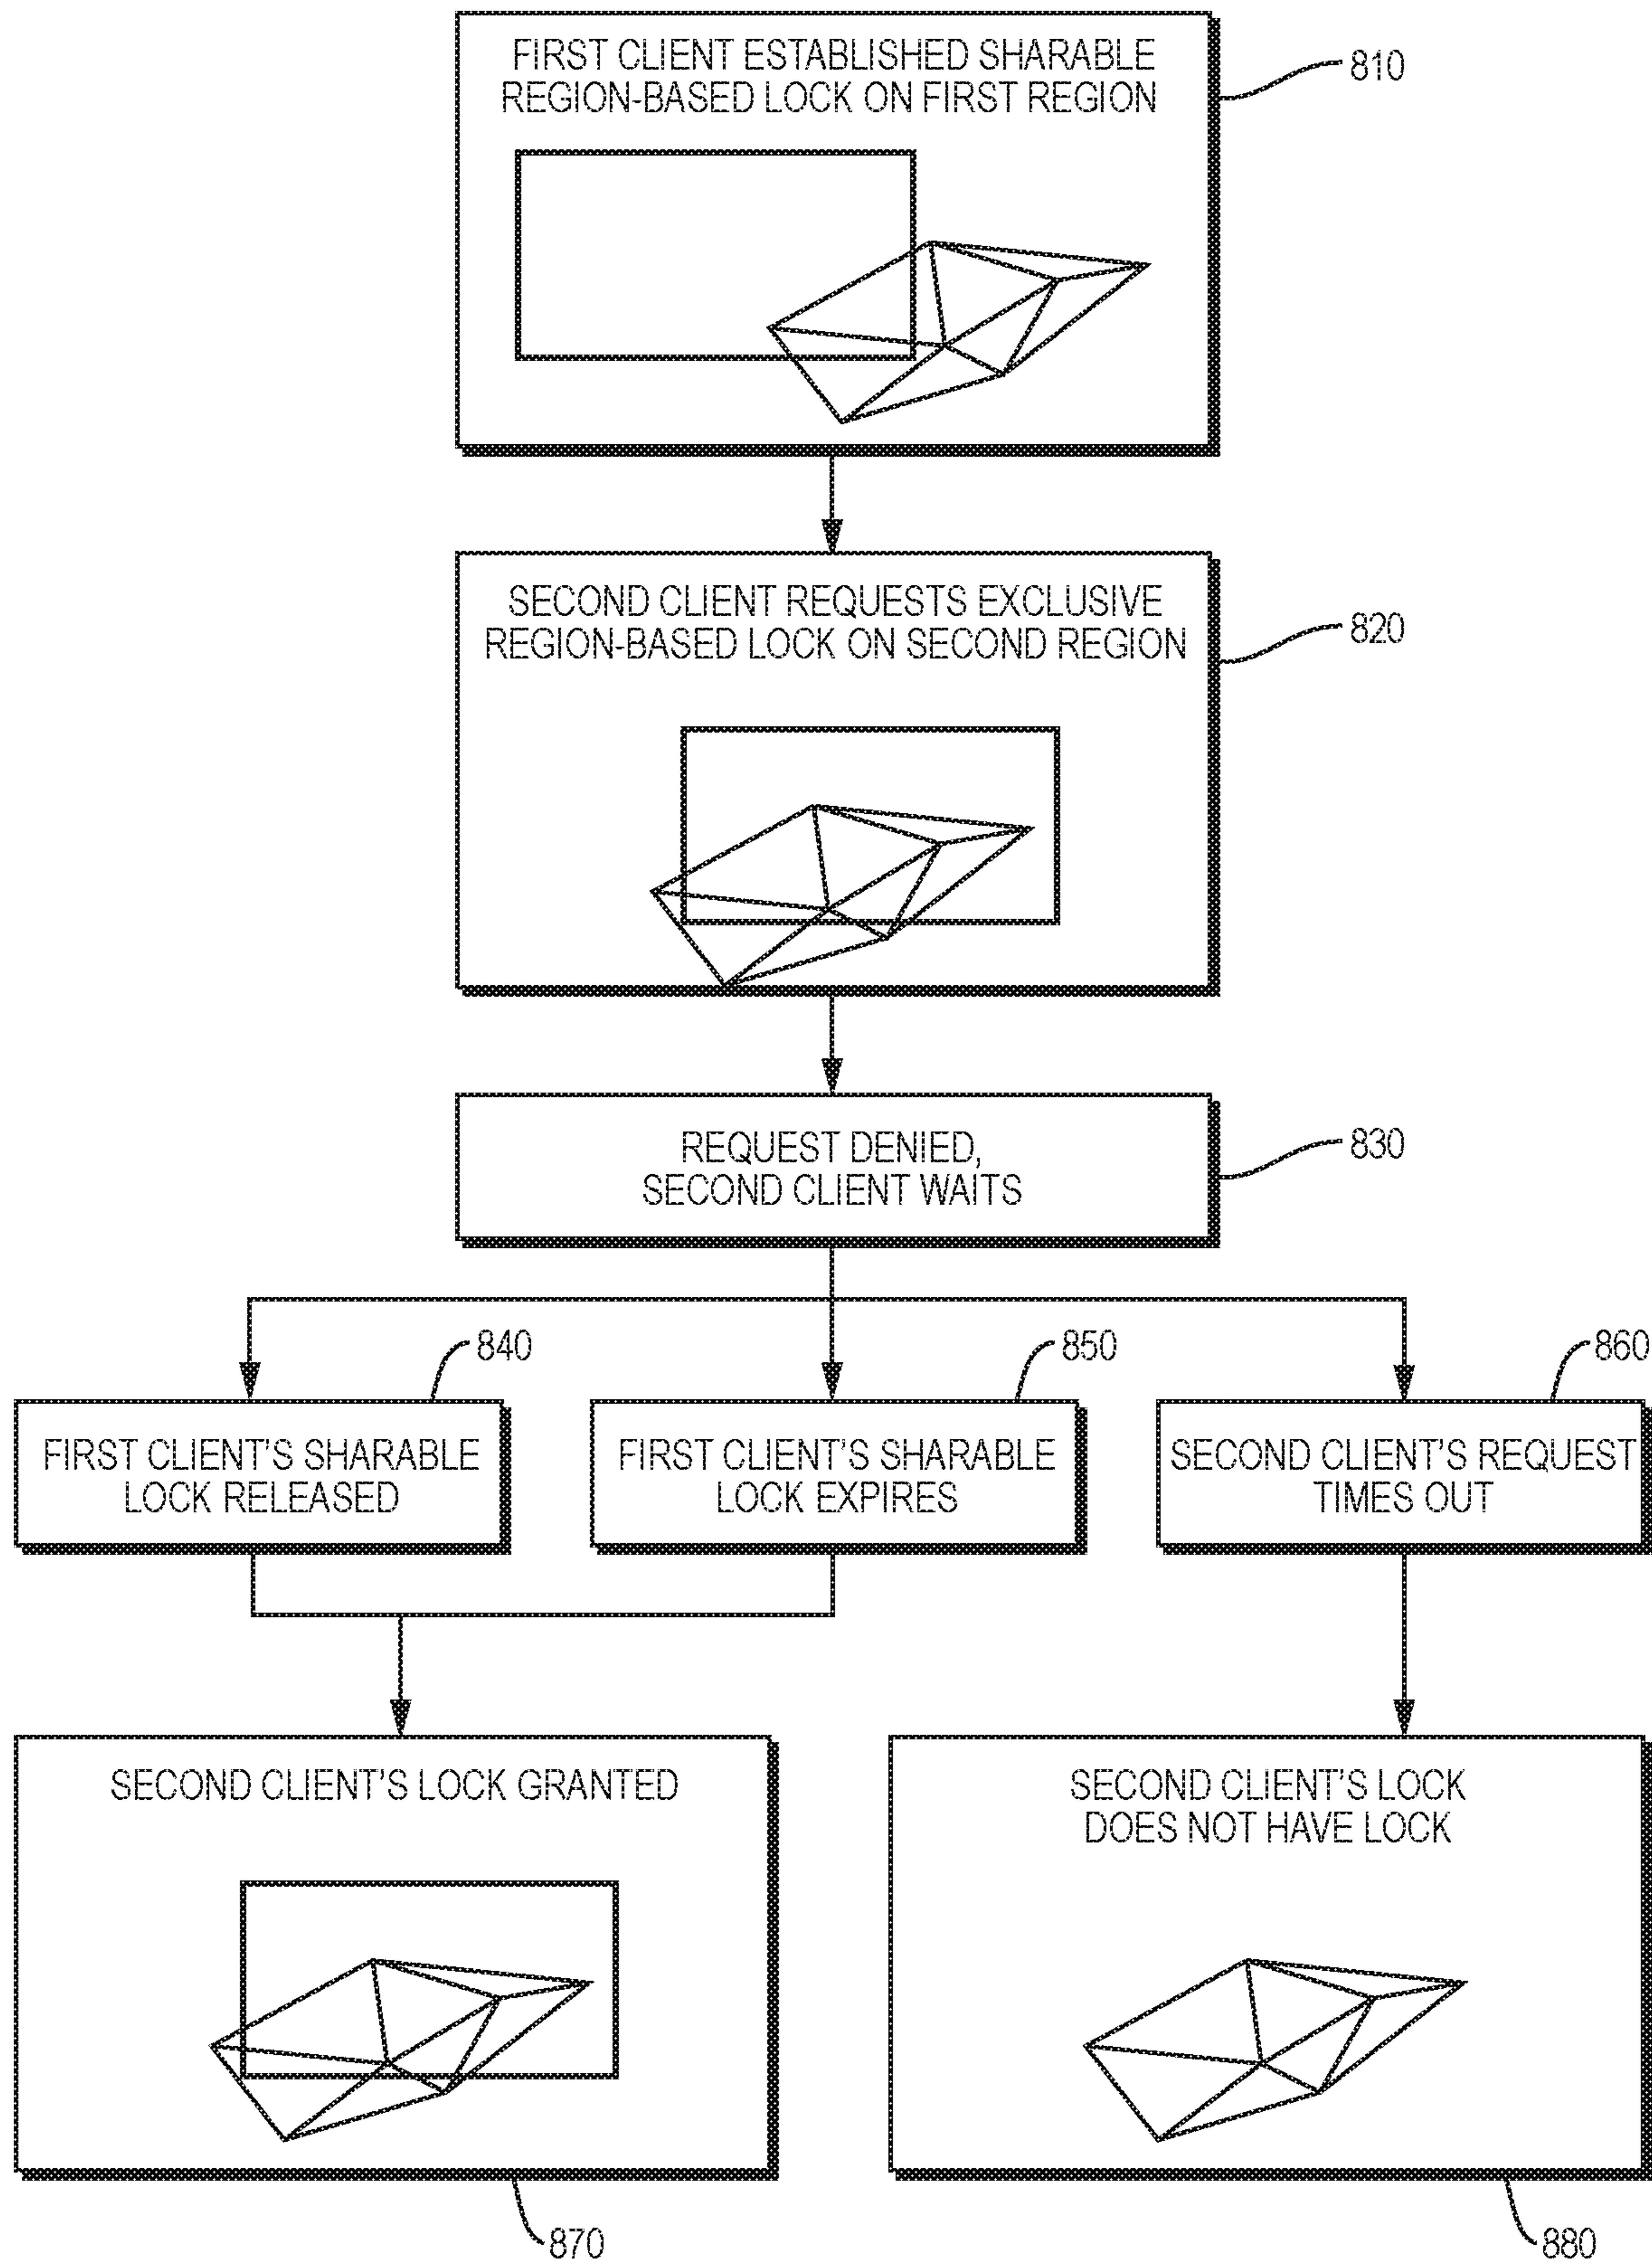 FIRST CLIENT ESTABLISHED SHARABLE
REGION-BASED LOCK ON FIRST REGION
810
SECOND CLIENT REQUESTS EXCLUSIVE
REGION-BASED LOCK ON SECOND REGION
820
REQUEST DENIED,
SECOND CLIENT WAITS
830
840
FIRST CLIENT'S SHARABLE
LOCK RELEASED
850
FIRST CLIENT'S SHARABLE
LOCK EXPIRES
860
SECOND CLIENT'S REQUEST
TIMES OUT
SECOND CLIENT'S LOCK GRANTED
870
SECOND CLIENT'S LOCK
DOES NOT HAVE LOCK
880